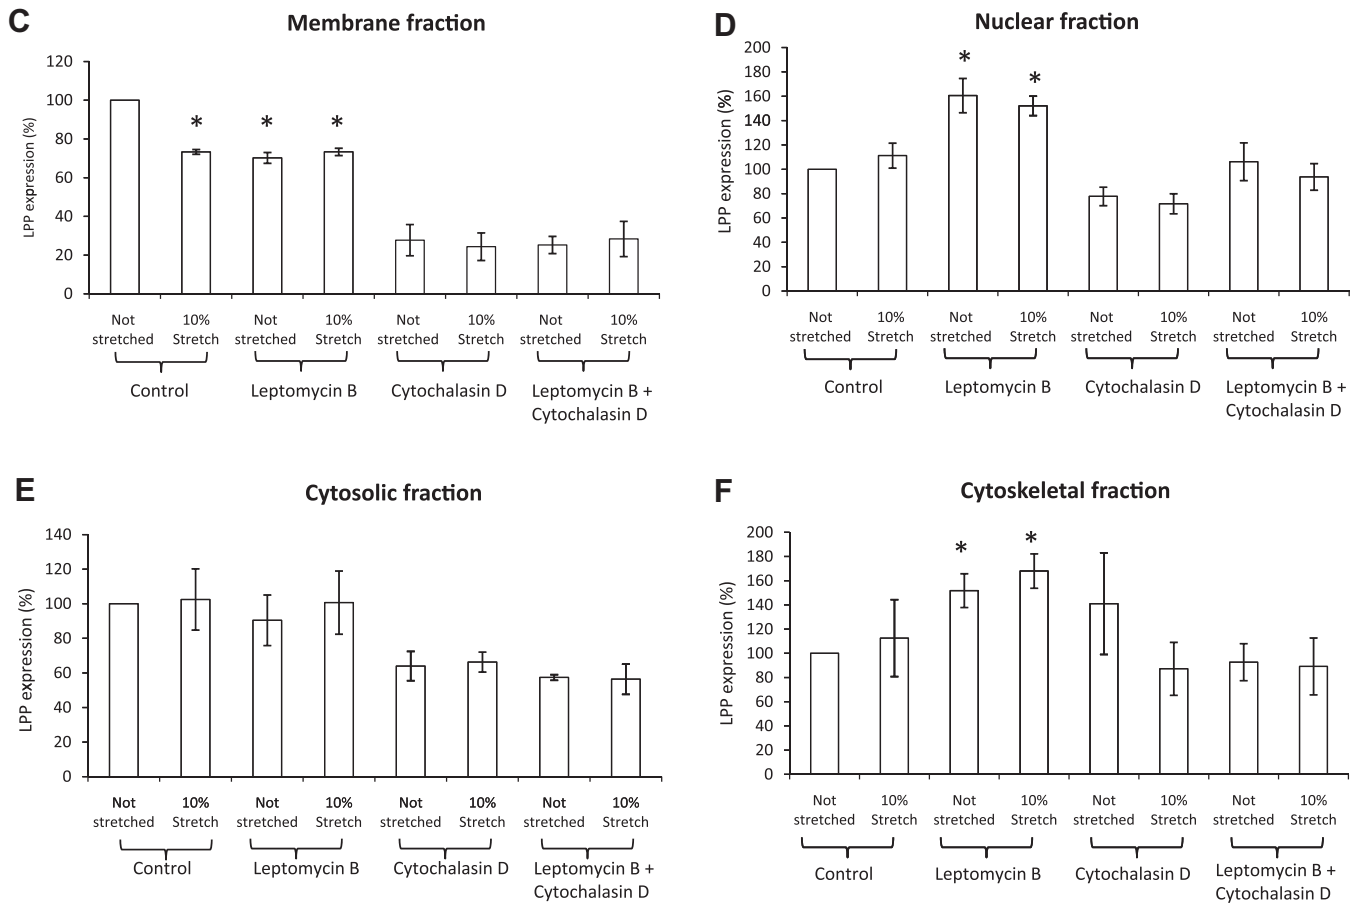 C
Membrane fraction
LPP expression (%)
120
100
80
60
40
20
0
* * *
Not 10% Not 10% Not 10% Not 10%
stretched Stretch stretched Stretch stretched Stretch stretched Stretch
Control Leptomycin B Cytochalasin D Leptomycin B +
Cytochalasin D
D
Nuclear fraction
LPP expression (%)
200
180
160
140
120
100
80
60
40
20
0
* *
Not 10% Not 10% Not 10% Not 10%
stretched Stretch stretched Stretch stretched Stretch stretched Stretch
Control Leptomycin B Cytochalasin D Leptomycin B +
Cytochalasin D
E
Cytosolic fraction
LPP expression (%)
140
120
100
80
60
40
20
0
Not 10% Not 10% Not 10% Not 10%
stretched Stretch stretched Stretch stretched Stretch stretched Stretch
Control Leptomycin B Cytochalasin D Leptomycin B +
Cytochalasin D
F
Cytoskeletal fraction
LPP expression (%)
200
180
160
140
120
100
80
60
40
20
0
* *
Not 10% Not 10% Not 10% Not 10%
stretched Stretch stretched Stretch stretched Stretch stretched Stretch
Control Leptomycin B Cytochalasin D Leptomycin B +
Cytochalasin D